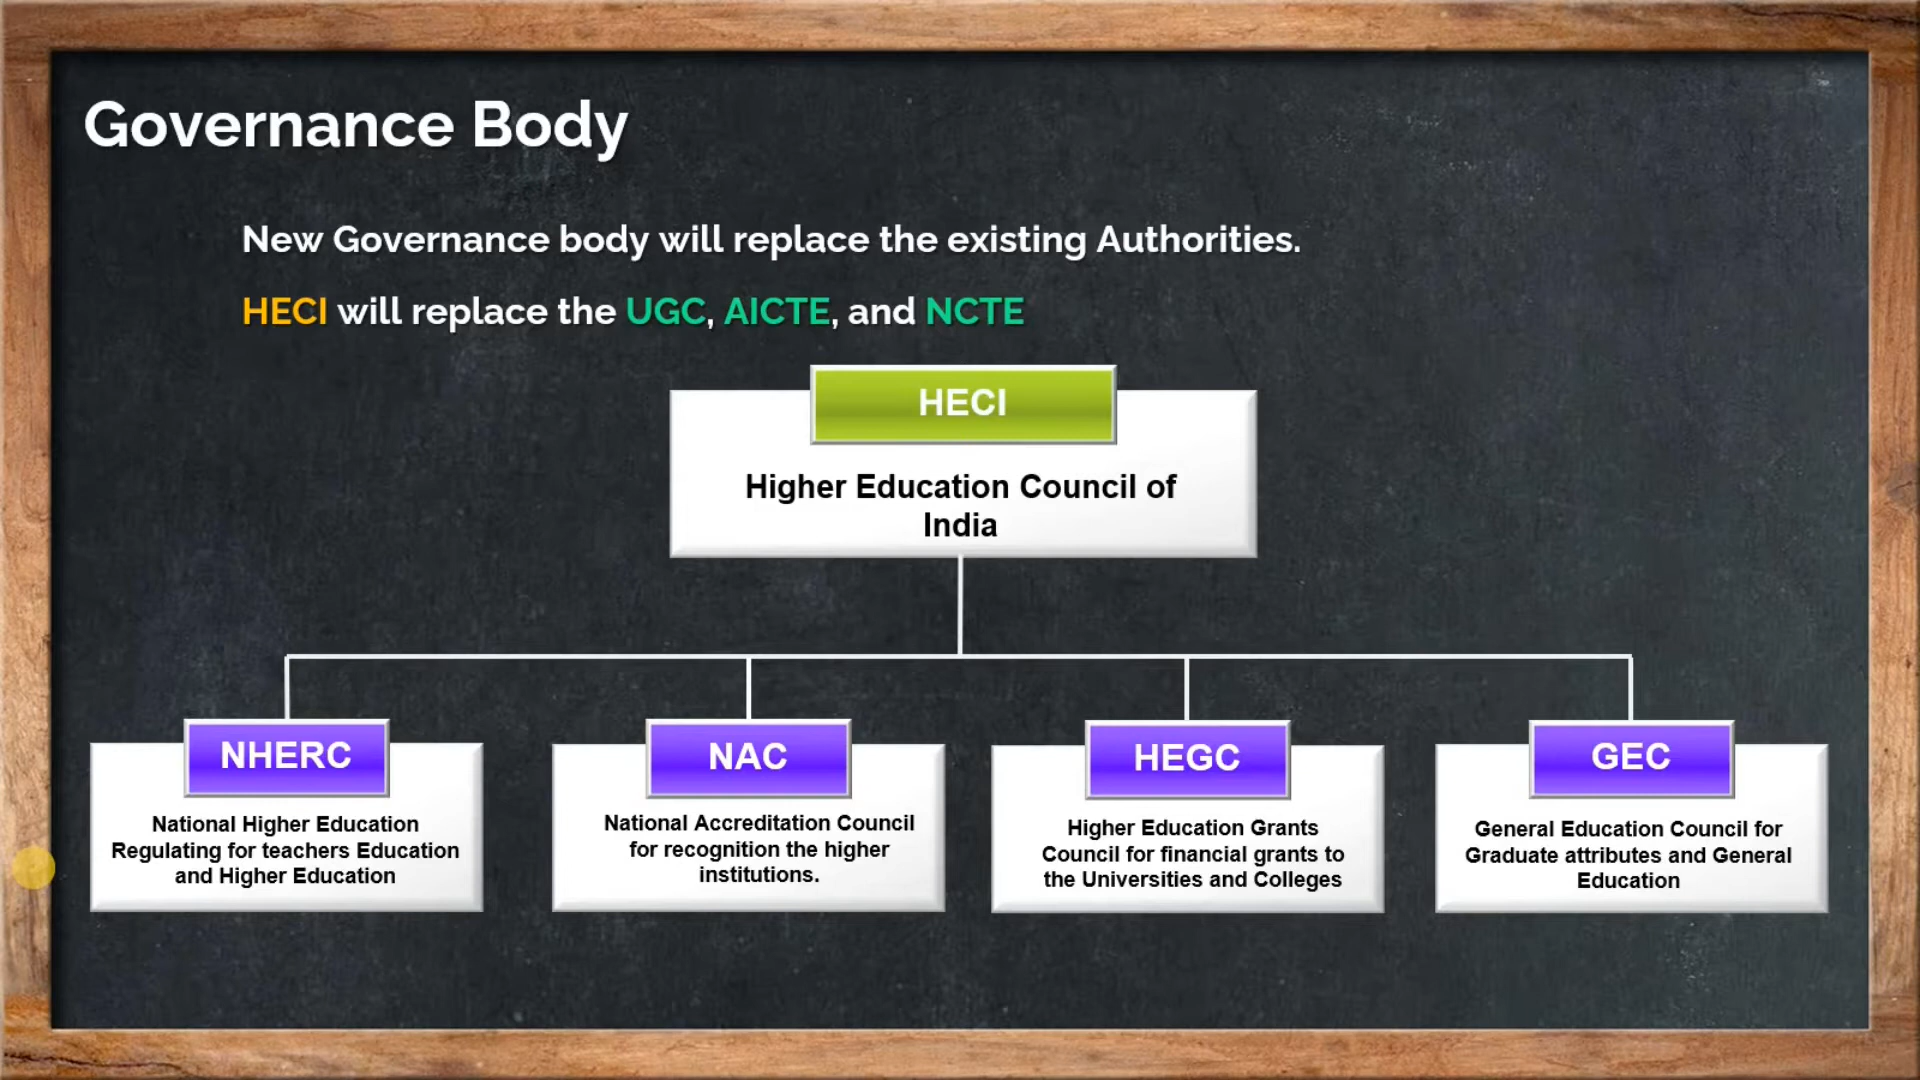 Governance Body
New Governance body will replace the existing Authorities.
HECI will replace the UGC, AICTE, and NCTE
HECI
Higher Education Council of
India
NHERC
National Higher Education
Regulating for teachers Education
and Higher Education
NAC
National Accreditation Council
for recognition the higher
institutions.
HEGC
Higher Education Grants
Council for financial grants to
the Universities and Colleges
GEC
General Education Council for
Graduate attributes and General
Education